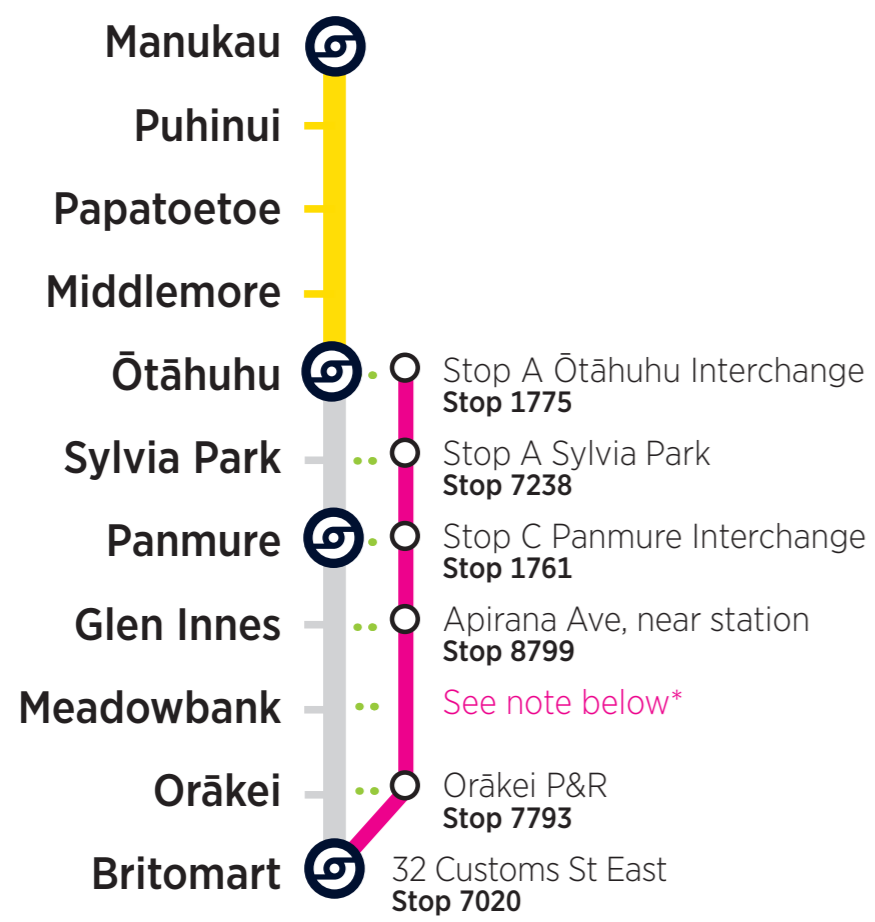 Manukau
Puhinui
Papatoetoe
Middlemore
Ōtāhuhu
Stop A Ōtāhuhu Interchange
Stop 1775
Sylvia Park
Stop A Sylvia Park
Stop 7238
Panmure
Stop C Panmure Interchange
Stop 1761
Glen Innes
Apirana Ave, near station
Stop 8799
Meadowbank
See note below*
Orākei
Orākei P&R
Stop 7793
Britomart
32 Customs St East
Stop 7020